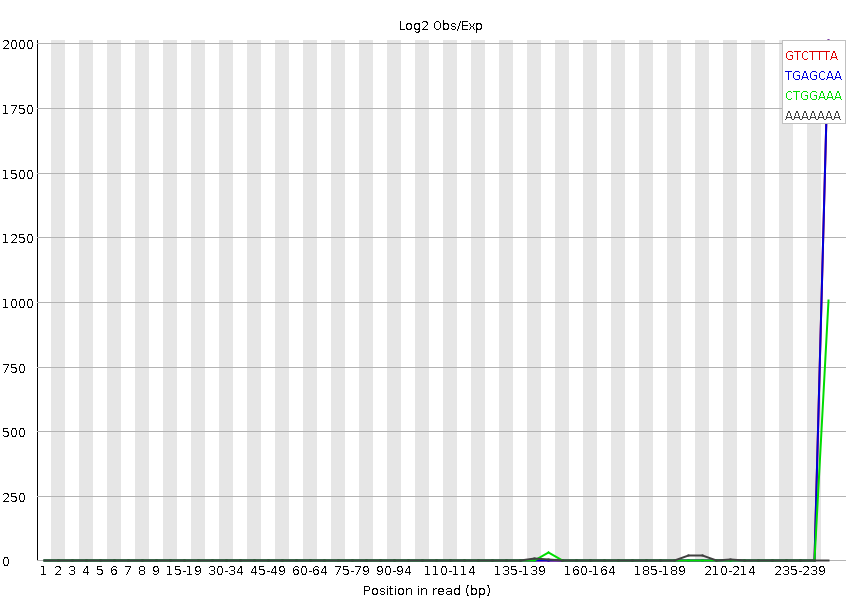 Log2 Obs/Exp
2000
1750
1500
1250
1000
750
500
250
0
GTCTTTA
TGAGCAA
CTGGAAA
AAAAAAA
1 2 3 4 5 6 7 8 9 15-19 30-34 45-49 60-64 75-79 90-94 110-114 135-139 160-164 185-189 210-214 235-239
Position in read (bp)